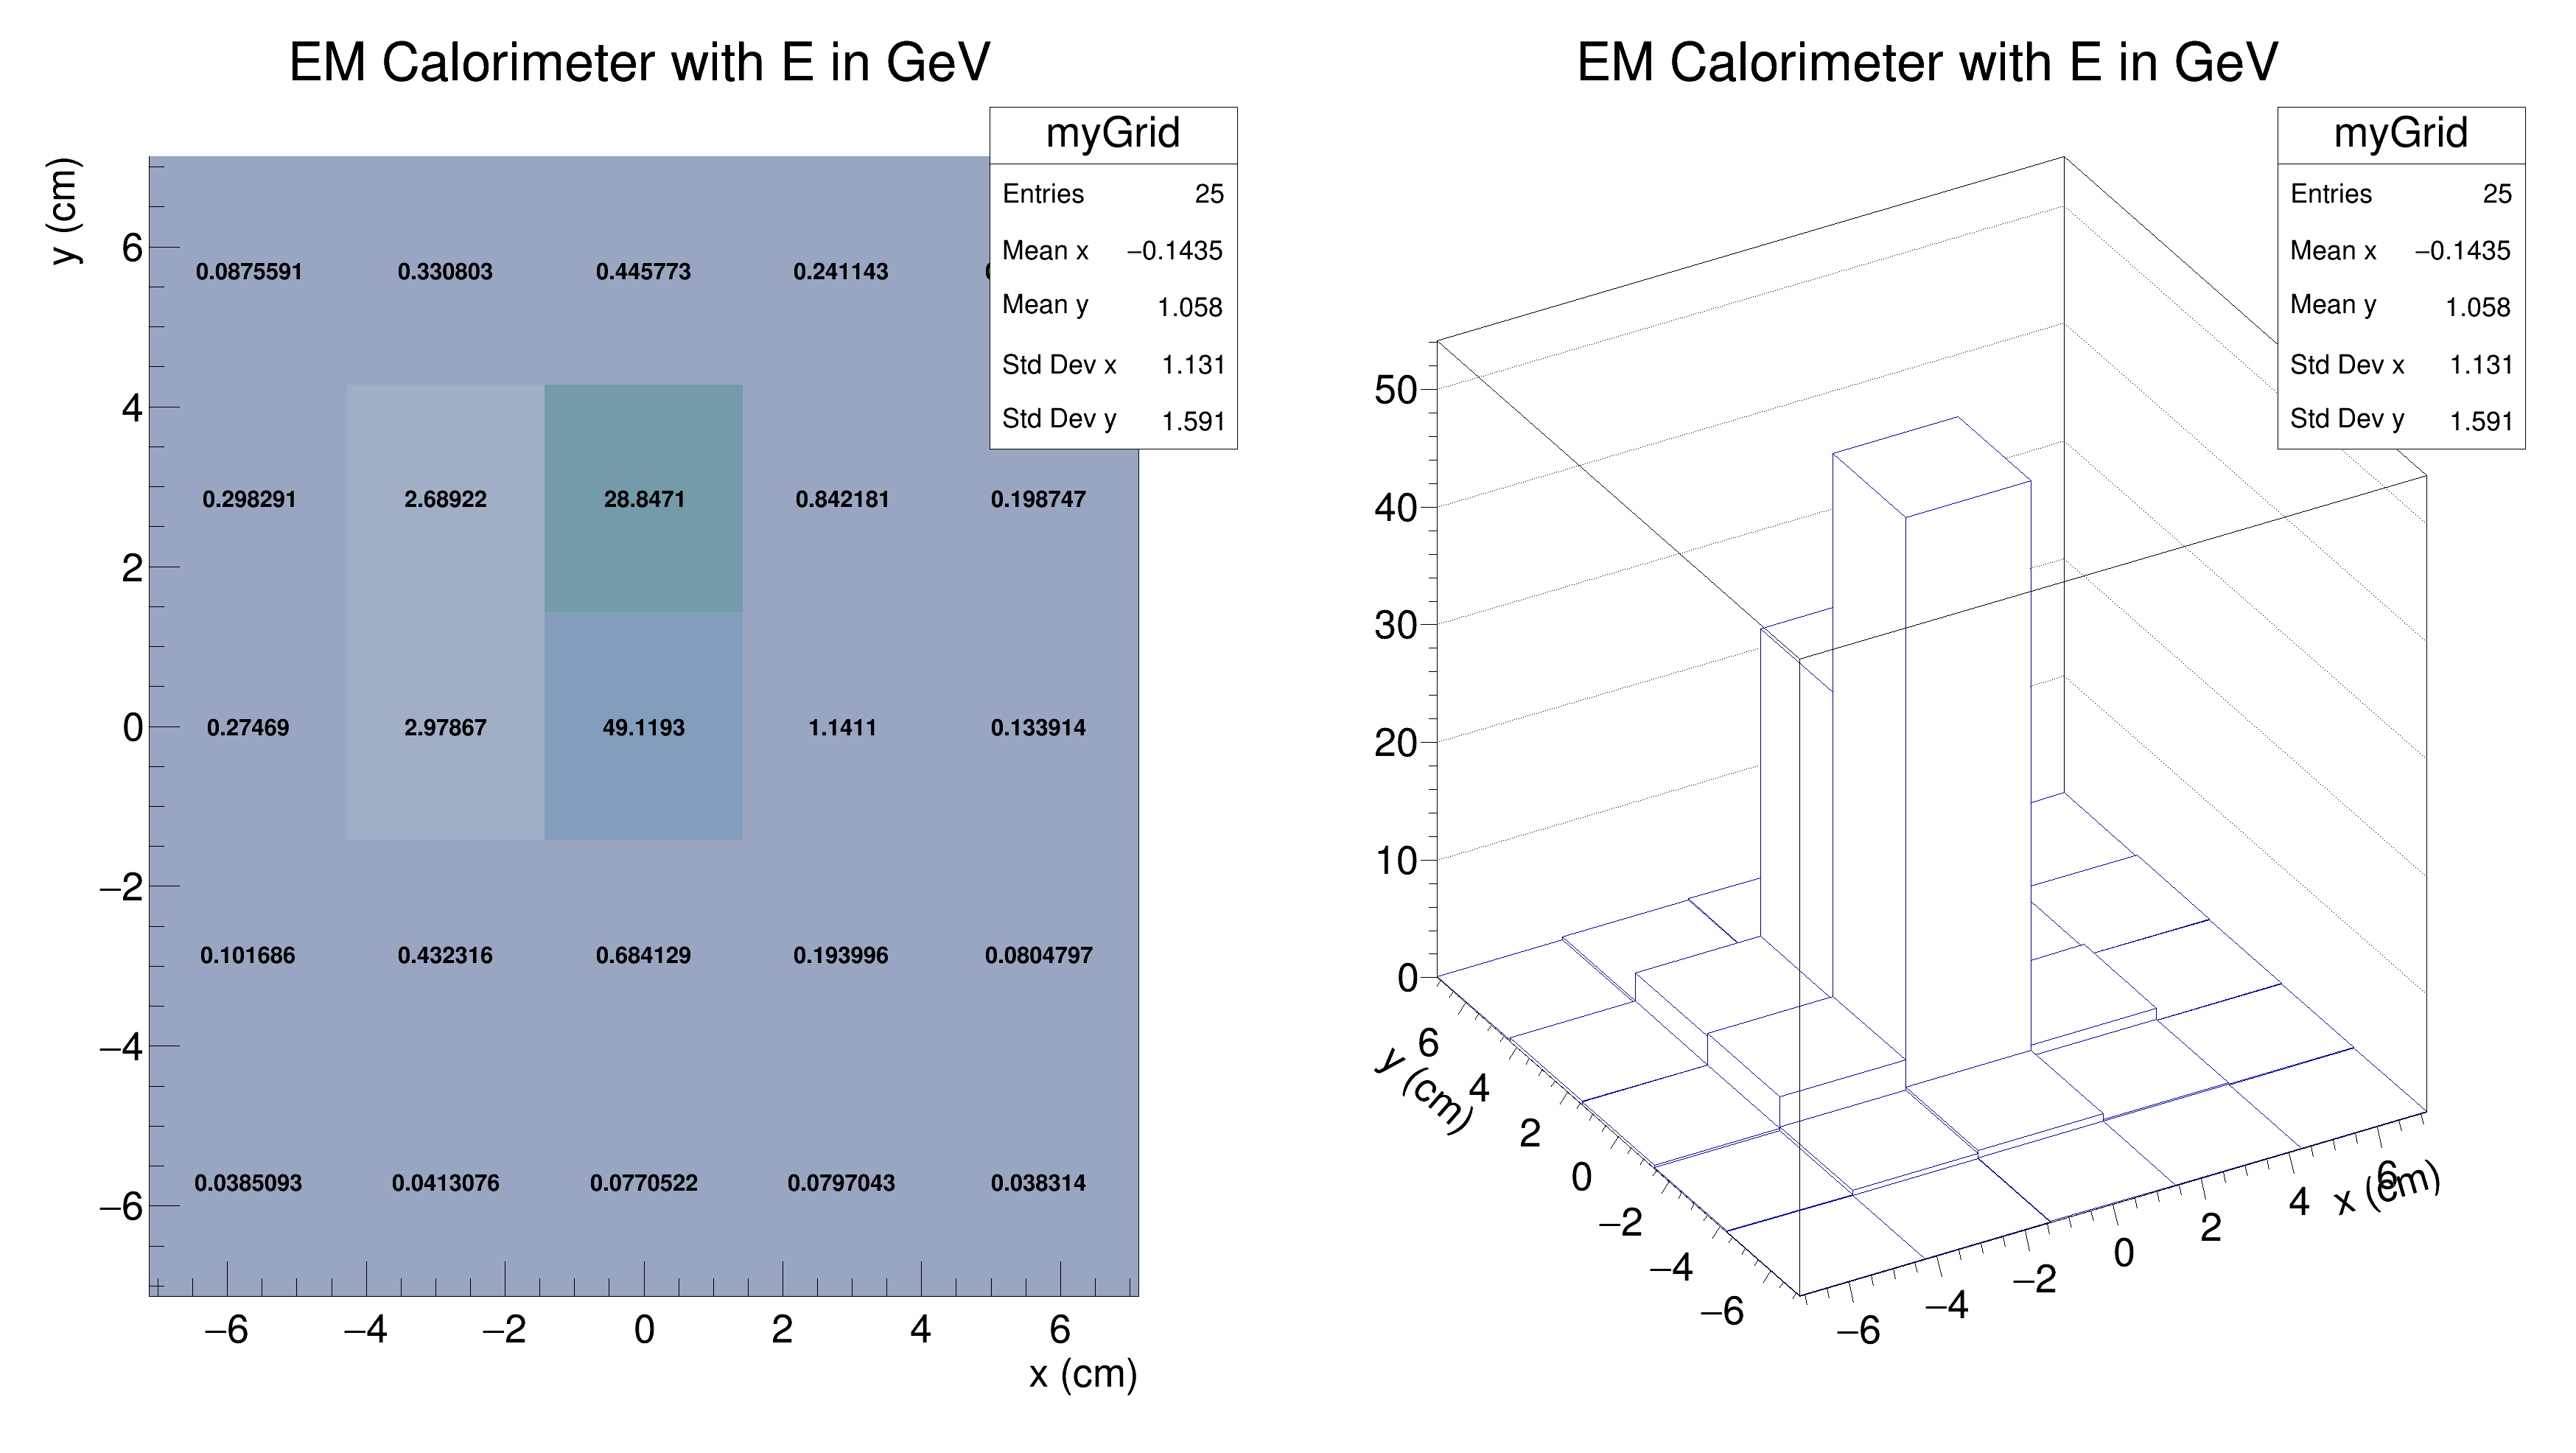 EM Calorimeter with E in GeV
myGrid
Entries 25
Mean x −0.1435
Mean y 1.058
Std Dev x 1.131
Std Dev y 1.591
y (cm)
6
0.0875591 0.330803 0.445773 0.241143
4
0.298291 2.68922 28.8471 0.842181 0.198747
2
0 0.27469 2.97867 49.1193 1.1411 0.133914
−2
0.101686 0.432316 0.684129 0.193996 0.0804797
−4
0.0385093 0.0413076 0.0770522 0.0797043 0.038314
−6
−6 −4 −2 0 2 4 6
x (cm)
EM Calorimeter with E in GeV
myGrid
Entries 25
Mean x −0.1435
Mean y 1.058
Std Dev x 1.131
Std Dev y 1.591
50
40
30
20
10
0
y (cm)
6
4
2
0
−2
−4
−6
−6
−4
−2
0
2
4
6
x (cm)